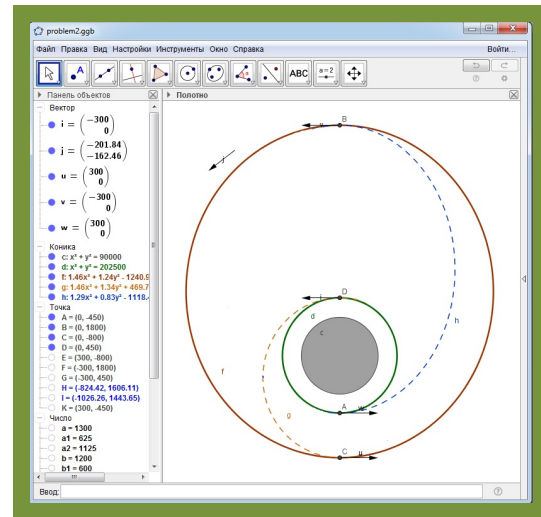 problem2.ggb
Файл Правка Вид Настройки Инструменты Окно Справка
Войти...
ABC
a = 2
Панель объектов
Полотно
Вектор
i = (−300 0)
j = (−201.84 −162.46)
u = (300 0)
v = (−300 0)
w = (300 0)
Коника
c: x² + y² = 90000
d: x² + y² = 202500
f: 1.46x² + 1.24y² - 1240.9
g: 1.46x² + 1.34y² + 469.7
h: 1.29x² + 0.83y² - 1118.
Точка
A = (0, -450)
B = (0, 1800)
C = (0, -800)
D = (0, 450)
E = (300, -800)
F = (-300, 1800)
G = (-300, 450)
H = (-824.42, 1606.11)
I = (-1026.26, 1443.65)
K = (300, -450)
Число
a = 1300
a1 = 625
a2 = 1125
b = 1200
b1 = 600
B
v
j
D
i
d
c
h
f
A
w
g
C
u
Ввод: